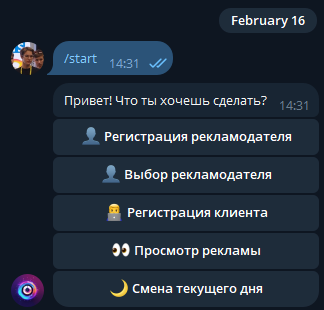 February 16
/start 14:31
Привет! Что ты хочешь сделать? 14:31
👤 Регистрация рекламодателя
👤 Выбор рекламодателя
👨‍💻 Регистрация клиента
👀 Просмотр рекламы
🌙 Смена текущего дня